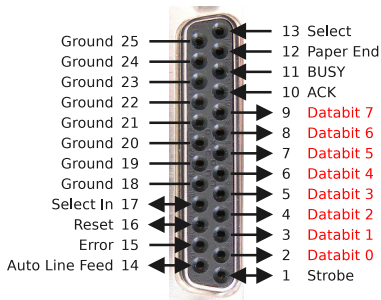 13 Select
Ground 25
12 Paper End
Ground 24
11 BUSY
Ground 23
10 ACK
Ground 22
9 Databit 7
Ground 21
8 Databit 6
Ground 20
7 Databit 5
Ground 19
6 Databit 4
Ground 18
5 Databit 3
Select In 17
4 Databit 2
Reset 16
3 Databit 1
Error 15
2 Databit 0
Auto Line Feed 14
1 Strobe